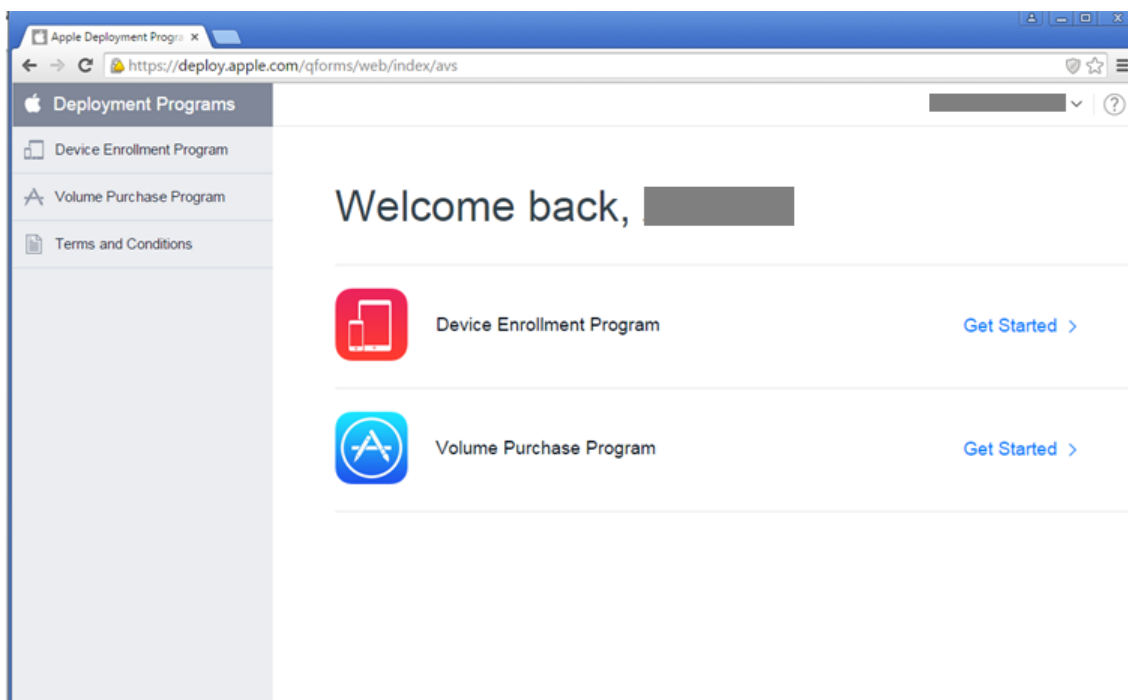 Apple Deployment Progra
https://deploy.apple.com/qforms/web/index/avs
Deployment Programs
Device Enrollment Program
Volume Purchase Program
Terms and Conditions
Welcome back,
Device Enrollment Program
Get Started
Volume Purchase Program
Get Started